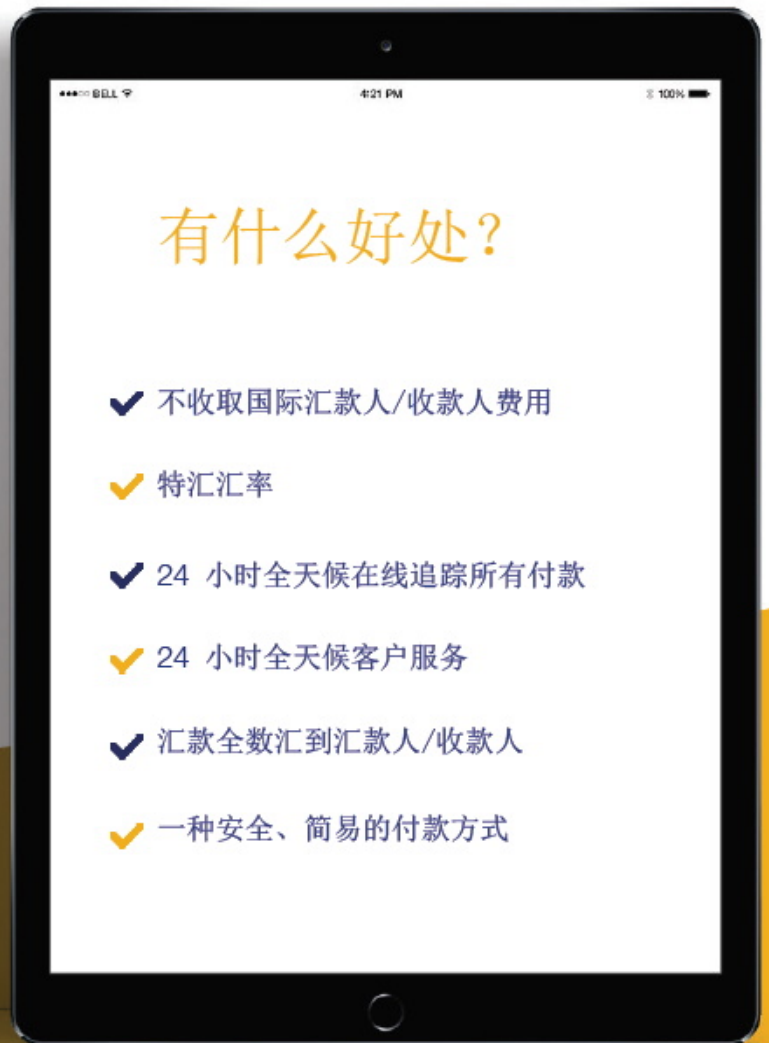 BELL 4:21 PM 100%
有什么好处？
不收取国际汇款人/收款人费用
特汇汇率
24 小时全天候在线追踪所有付款
24 小时全天候客户服务
汇款全数汇到汇款人/收款人
一种安全、简易的付款方式